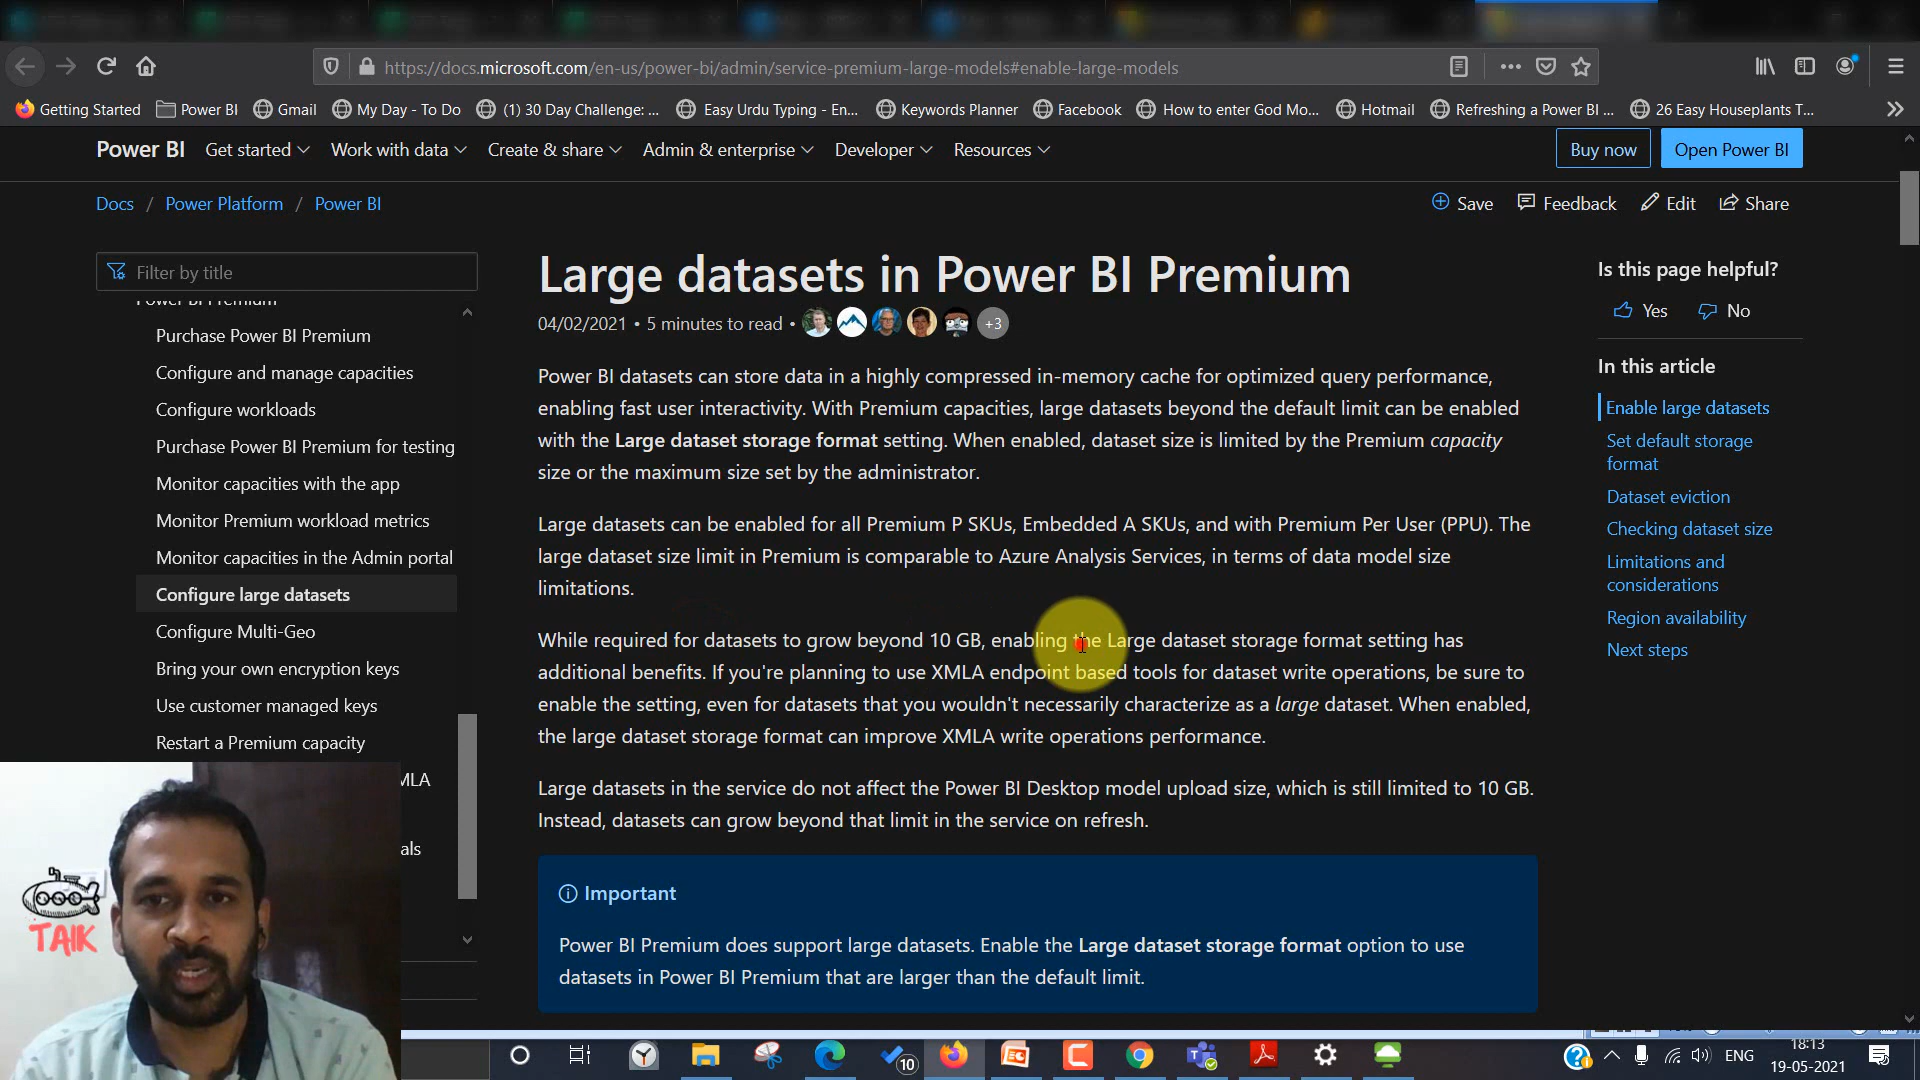 https://docs.microsoft.com/en-us/power-bi/admin/service-premium-large-models#enable-large-models
Getting Started
Power BI
Gmail
My Day - To Do
(1) 30 Day Challenge: ...
Easy Urdu Typing - En...
Keywords Planner
Facebook
How to enter God Mo...
Hotmail
Refreshing a Power BI ...
26 Easy Houseplants T...
Power BI
Get started
Work with data
Create & share
Admin & enterprise
Developer
Resources
Buy now
Open Power BI
Docs / Power Platform / Power BI
Save
Feedback
Edit
Share
Filter by title
Power BI Premium
Purchase Power BI Premium
Configure and manage capacities
Configure workloads
Purchase Power BI Premium for testing
Monitor capacities with the app
Monitor Premium workload metrics
Monitor capacities in the Admin portal
Configure large datasets
Configure Multi-Geo
Bring your own encryption keys
Use customer managed keys
Restart a Premium capacity
MLA
als
Large datasets in Power BI Premium
04/02/2021 • 5 minutes to read •
+3
Power BI datasets can store data in a highly compressed in-memory cache for optimized query performance,
enabling fast user interactivity. With Premium capacities, large datasets beyond the default limit can be enabled
with the Large dataset storage format setting. When enabled, dataset size is limited by the Premium capacity
size or the maximum size set by the administrator.
Large datasets can be enabled for all Premium P SKUs, Embedded A SKUs, and with Premium Per User (PPU). The
large dataset size limit in Premium is comparable to Azure Analysis Services, in terms of data model size
limitations.
While required for datasets to grow beyond 10 GB, enabling the Large dataset storage format setting has
additional benefits. If you're planning to use XMLA endpoint based tools for dataset write operations, be sure to
enable the setting, even for datasets that you wouldn't necessarily characterize as a large dataset. When enabled,
the large dataset storage format can improve XMLA write operations performance.
Large datasets in the service do not affect the Power BI Desktop model upload size, which is still limited to 10 GB.
Instead, datasets can grow beyond that limit in the service on refresh.
Important
Power BI Premium does support large datasets. Enable the Large dataset storage format option to use
datasets in Power BI Premium that are larger than the default limit.
Is this page helpful?
Yes
No
In this article
Enable large datasets
Set default storage
format
Dataset eviction
Checking dataset size
Limitations and
considerations
Region availability
Next steps
TAIK
10
ENG
18:13
19-05-2021